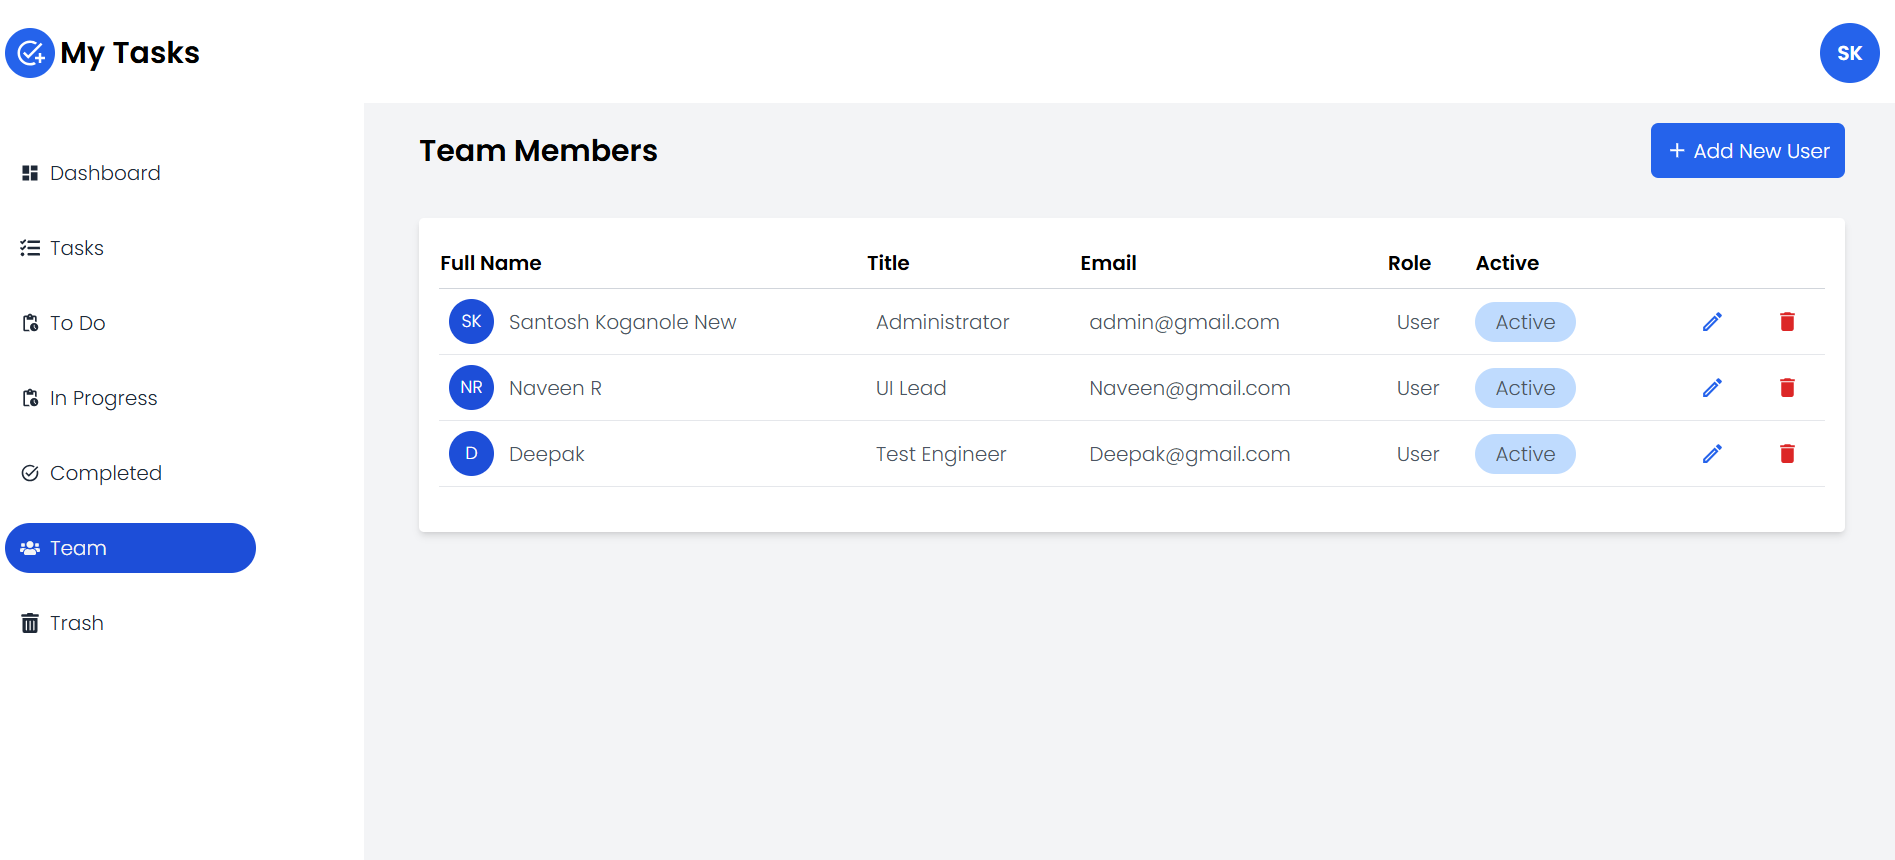 My Tasks
SK
Dashboard
Tasks
To Do
In Progress
Completed
Team
Trash
Team Members
+ Add New User
Full Name Title Email Role Active
SK Santosh Koganole New Administrator admin@gmail.com User Active
NR Naveen R UI Lead Naveen@gmail.com User Active
D Deepak Test Engineer Deepak@gmail.com User Active